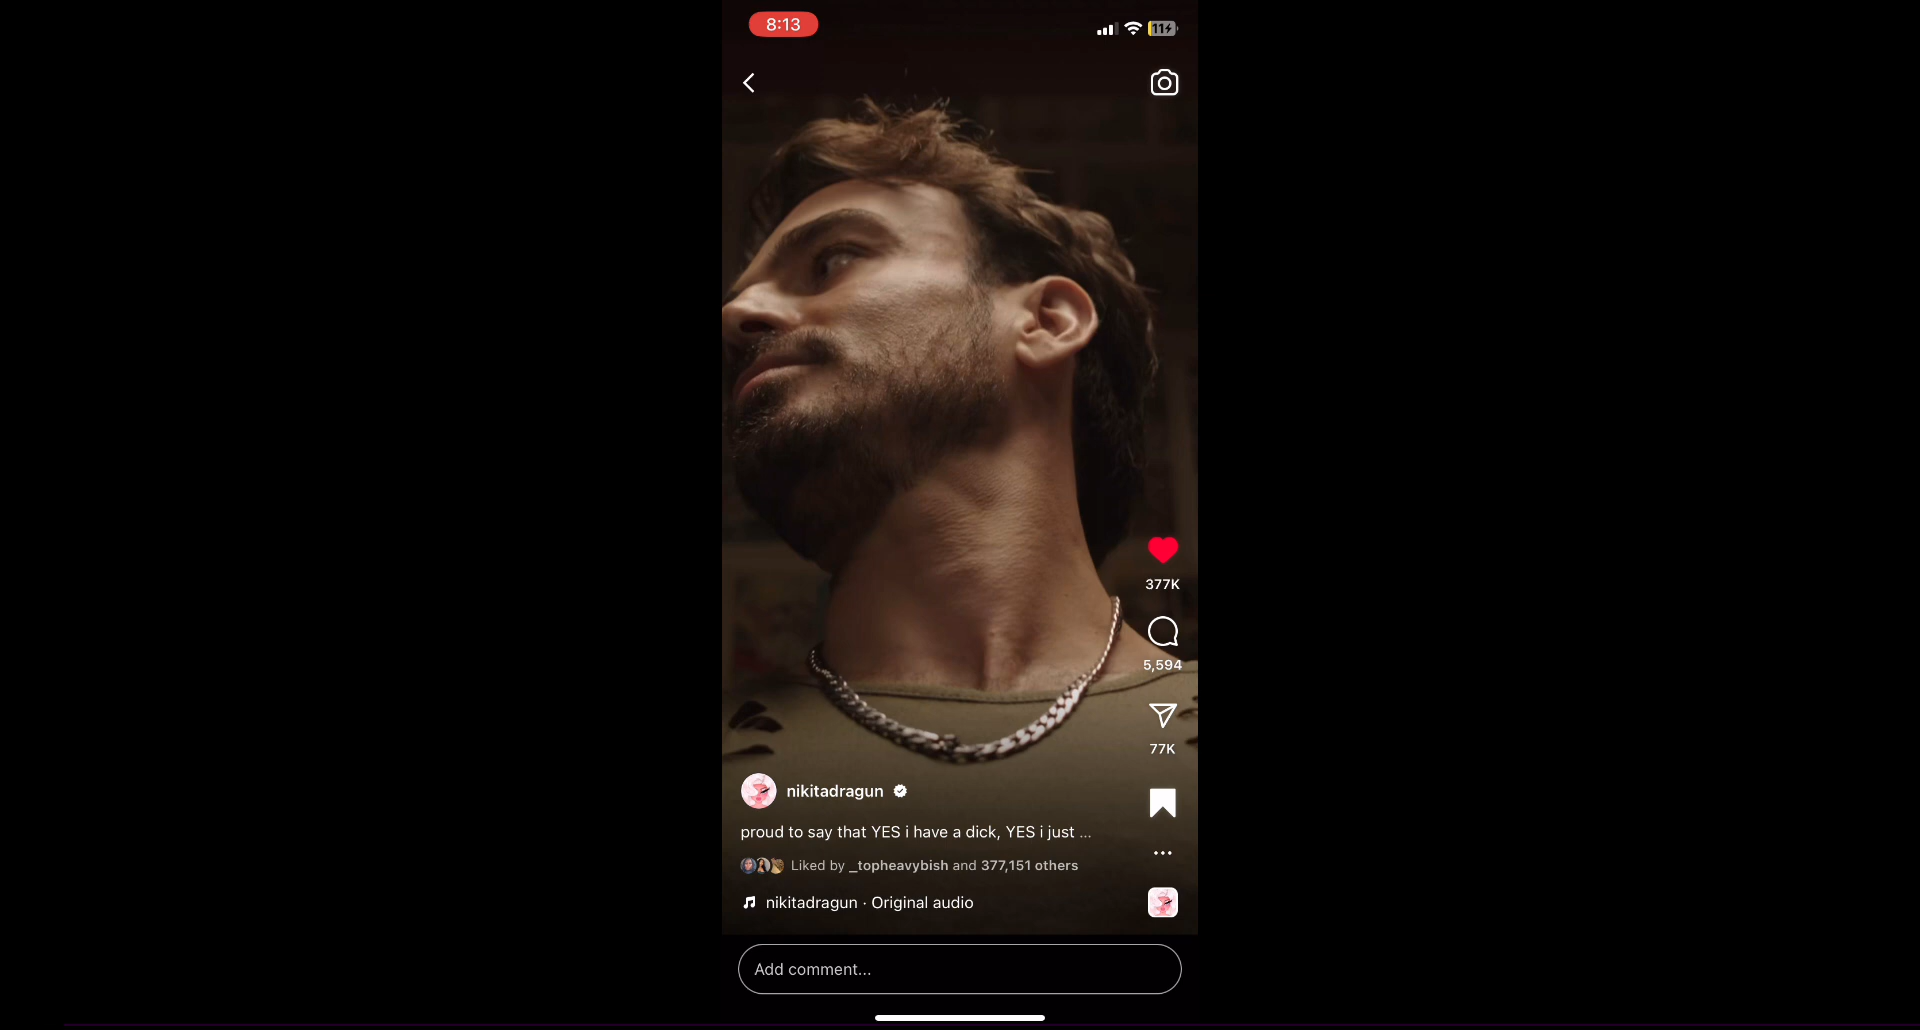 8:13
11
377K
5,594
77K
nikitadragun
proud to say that YES i have a dick, YES i just ...
Liked by _topheavybish and 377,151 others
nikitadragun · Original audio
Add comment...